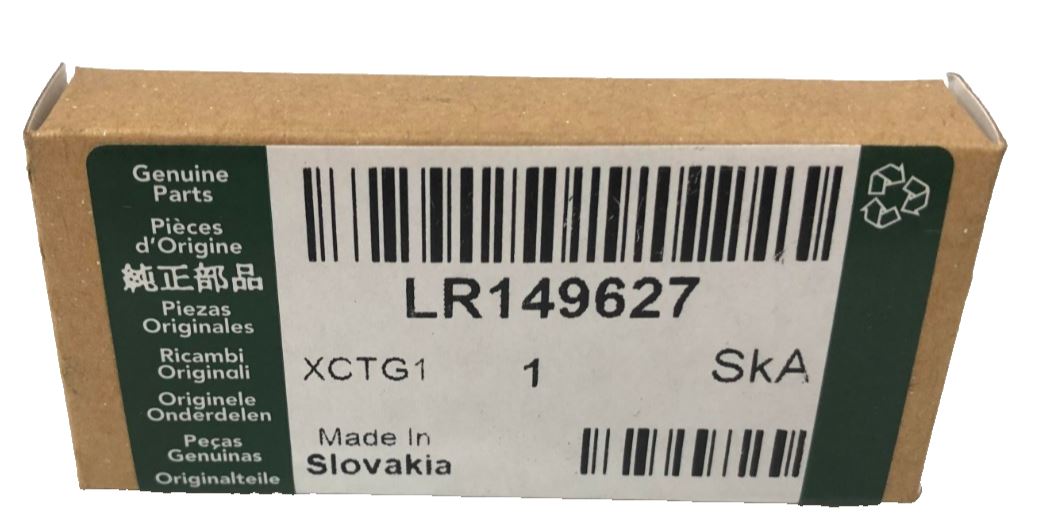 Genuine
Parts
Pièces
d'Origine
純正部品
Piezas
Originales
Ricambi
Originali
Originele
Onderdelen
Peças
Genuinas
Originalteile
LR149627
XCTG1 1 SkA
Made In
Slovakia